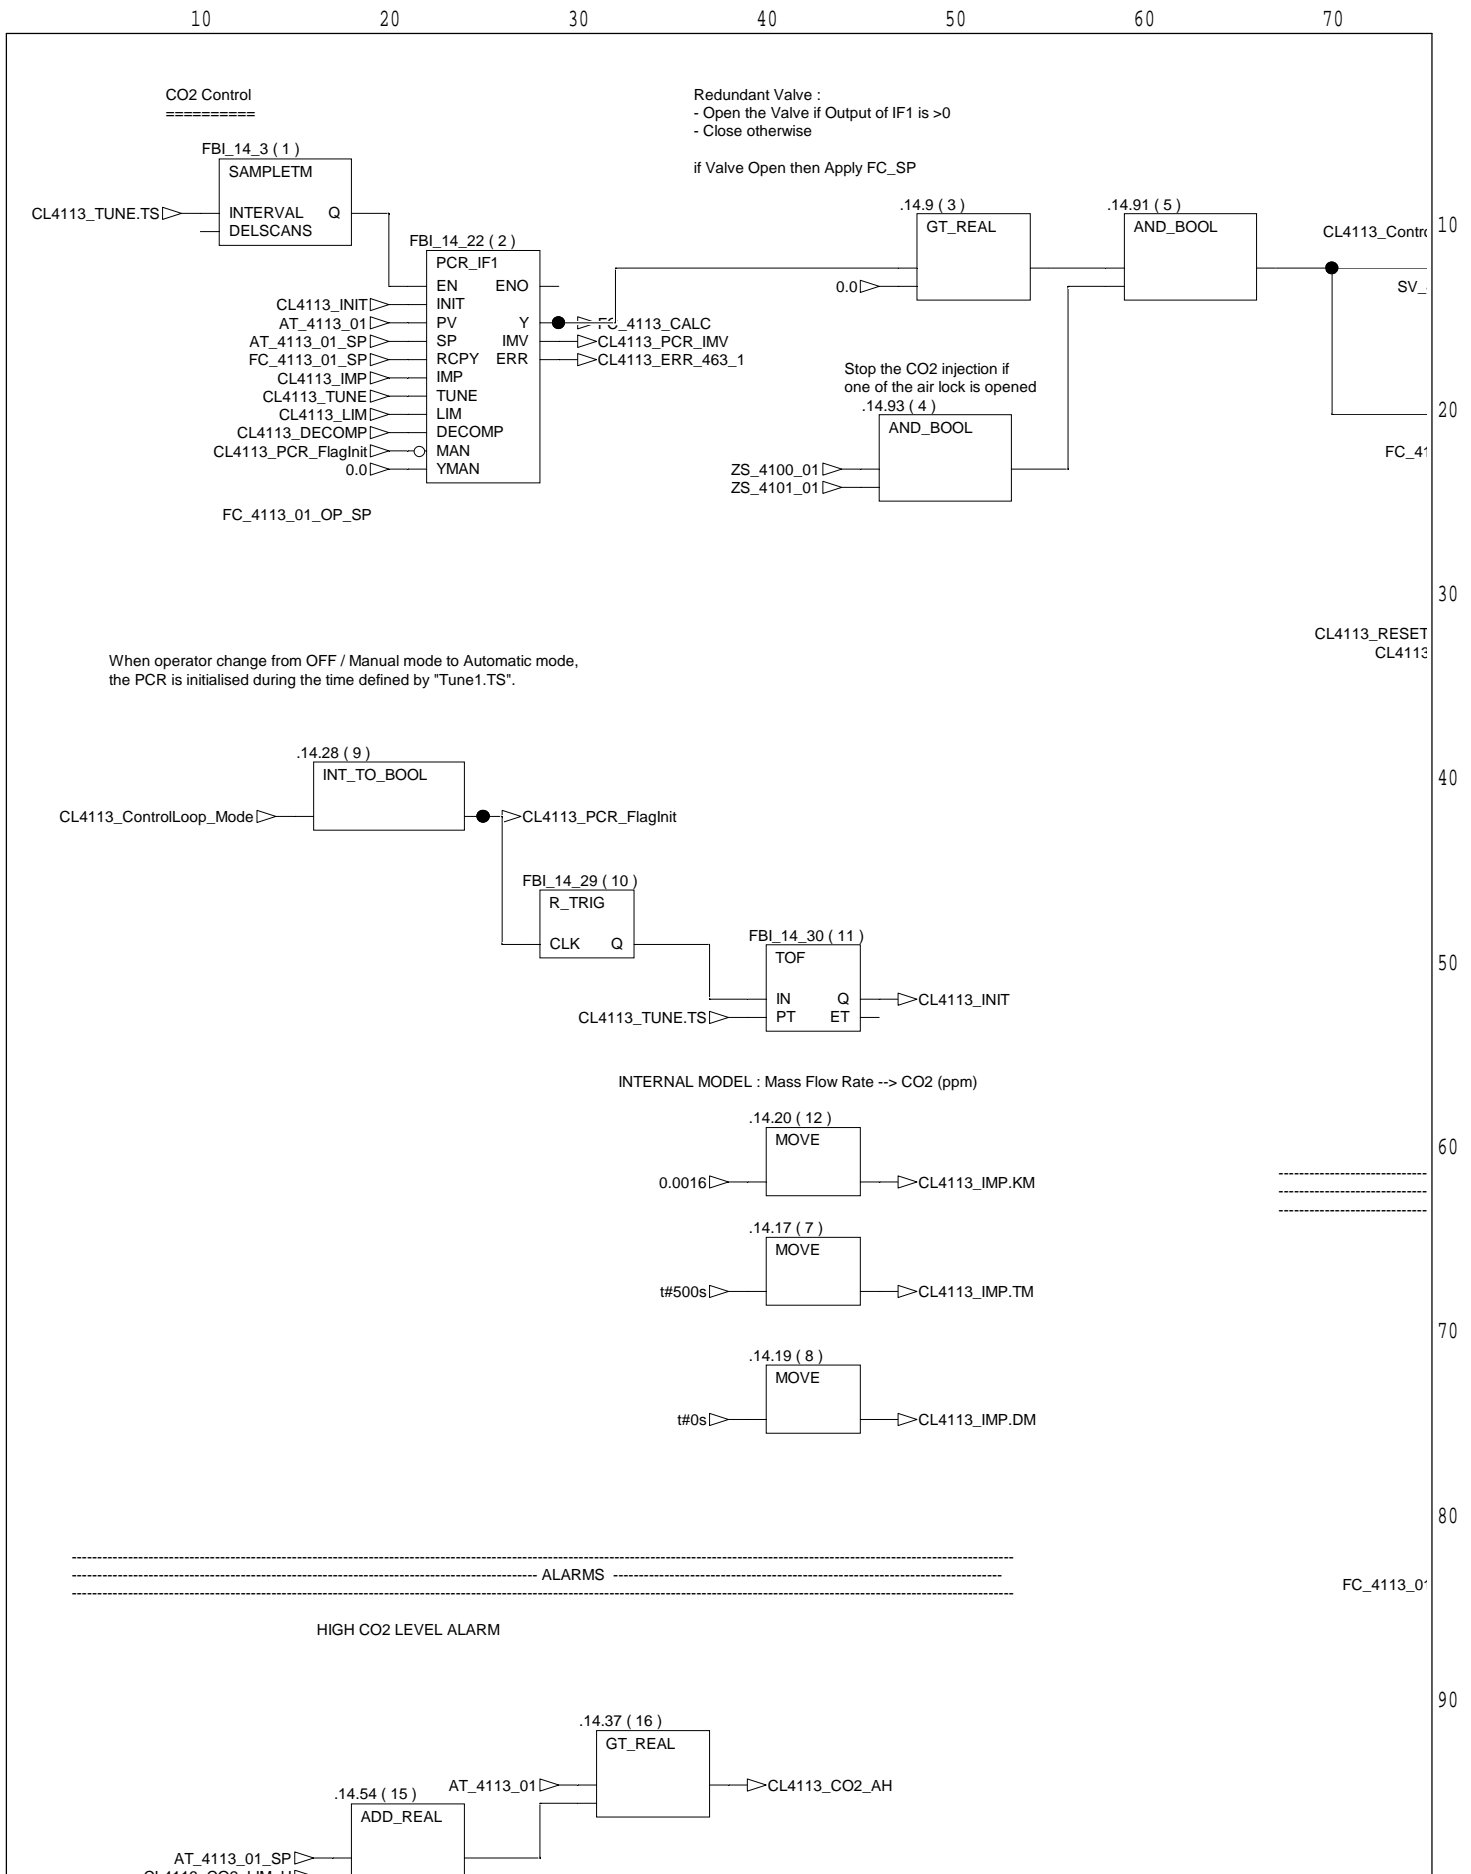 10 20 30 40 50 60 70
CO2 Control
==========
Redundant Valve :
- Open the Valve if Output of IF1 is >0
- Close otherwise
if Valve Open then Apply FC_SP
FBI_14_3 ( 1 )
SAMPLETM
CL4113_TUNE.TS INTERVAL Q
DELSCANS
.14.9 ( 3 )
GT_REAL
0.0
.14.91 ( 5 )
AND_BOOL
10
FBI_14_22 ( 2 )
PCR_IF1
EN ENO
CL4113_INIT INIT
AT_4113_01 PV Y FC_4113_CALC
AT_4113_01_SP SP IMV CL4113_PCR_IMV
FC_4113_01_SP RCPY ERR CL4113_ERR_463_1
CL4113_IMP IMP
CL4113_TUNE TUNE
CL4113_LIM LIM
CL4113_DECOMP DECOMP
CL4113_PCR_FlagInit MAN
0.0 YMAN
FC_4113_01_OP_SP
Stop the CO2 injection if
one of the air lock is opened
.14.93 ( 4 )
AND_BOOL
ZS_4100_01
ZS_4101_01
20
30
CL4113_RESET
CL4113
When operator change from OFF / Manual mode to Automatic mode,
the PCR is initialised during the time defined by "Tune1.TS".
.14.28 ( 9 )
INT_TO_BOOL
40
CL4113_ControlLoop_Mode CL4113_PCR_FlagInit
FBI_14_29 ( 10 )
R_TRIG
CLK Q
FBI_14_30 ( 11 )
TOF
50
IN Q CL4113_INIT
CL4113_TUNE.TS PT ET
INTERNAL MODEL : Mass Flow Rate --> CO2 (ppm)
.14.20 ( 12 )
MOVE
60
0.0016 CL4113_IMP.KM
.14.17 ( 7 )
MOVE
t#500s CL4113_IMP.TM
70
.14.19 ( 8 )
MOVE
t#0s CL4113_IMP.DM
80
ALARMS
HIGH CO2 LEVEL ALARM
90
.14.37 ( 16 )
GT_REAL
AT_4113_01 CL4113_CO2_AH
.14.54 ( 15 )
ADD_REAL
AT_4113_01_SP